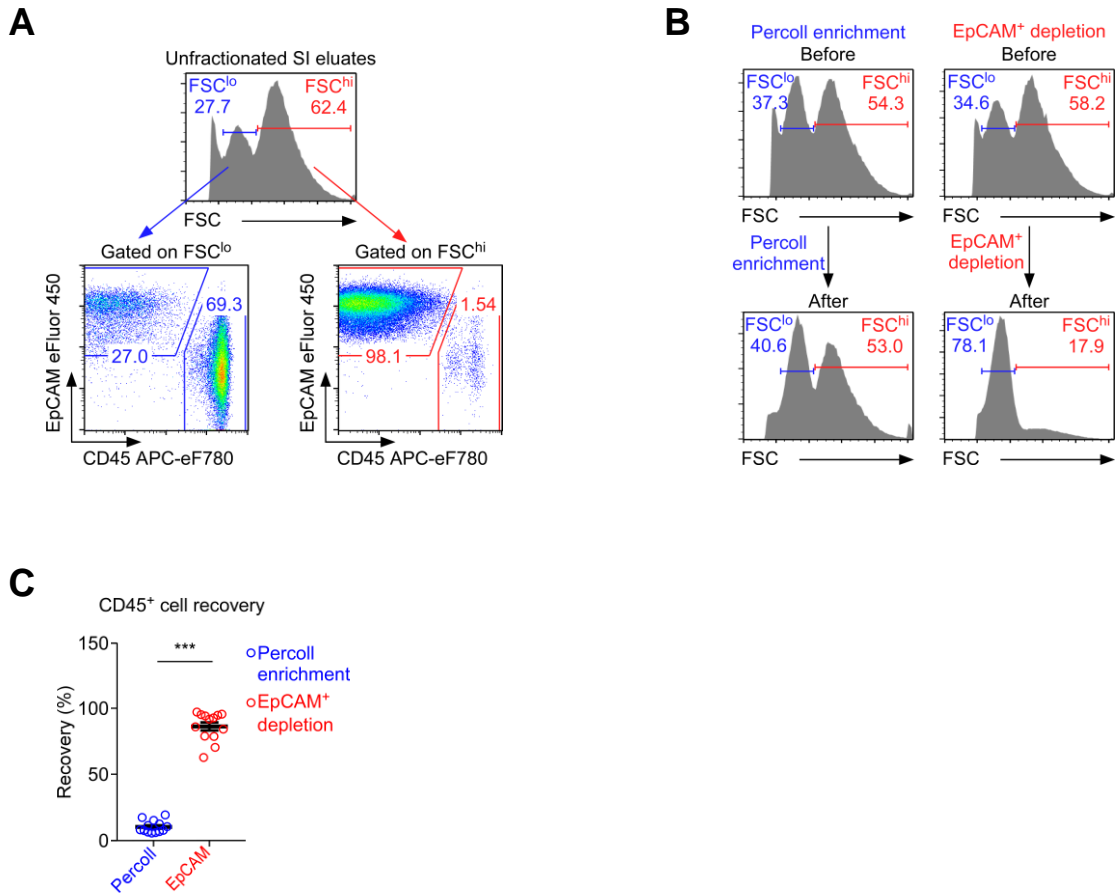 A
Unfractionated SI eluates
FSClo
27.7
FSChi
62.4
FSC
Gated on FSClo
Gated on FSChi
EpCAM eFluor 450
69.3
27.0
CD45 APC-eF780
EpCAM eFluor 450
1.54
98.1
CD45 APC-eF780
B
Percoll enrichment
Before
EpCAM+ depletion
Before
FSClo
37.3
FSChi
54.3
FSClo
34.6
FSChi
58.2
FSC
FSC
Percoll
enrichment
EpCAM+
depletion
After
After
FSClo
40.6
FSChi
53.0
FSClo
78.1
FSChi
17.9
FSC
FSC
C
CD45+ cell recovery
Recovery (%)
150
100
50
0
***
Percoll
EpCAM
Percoll
enrichment
EpCAM+
depletion